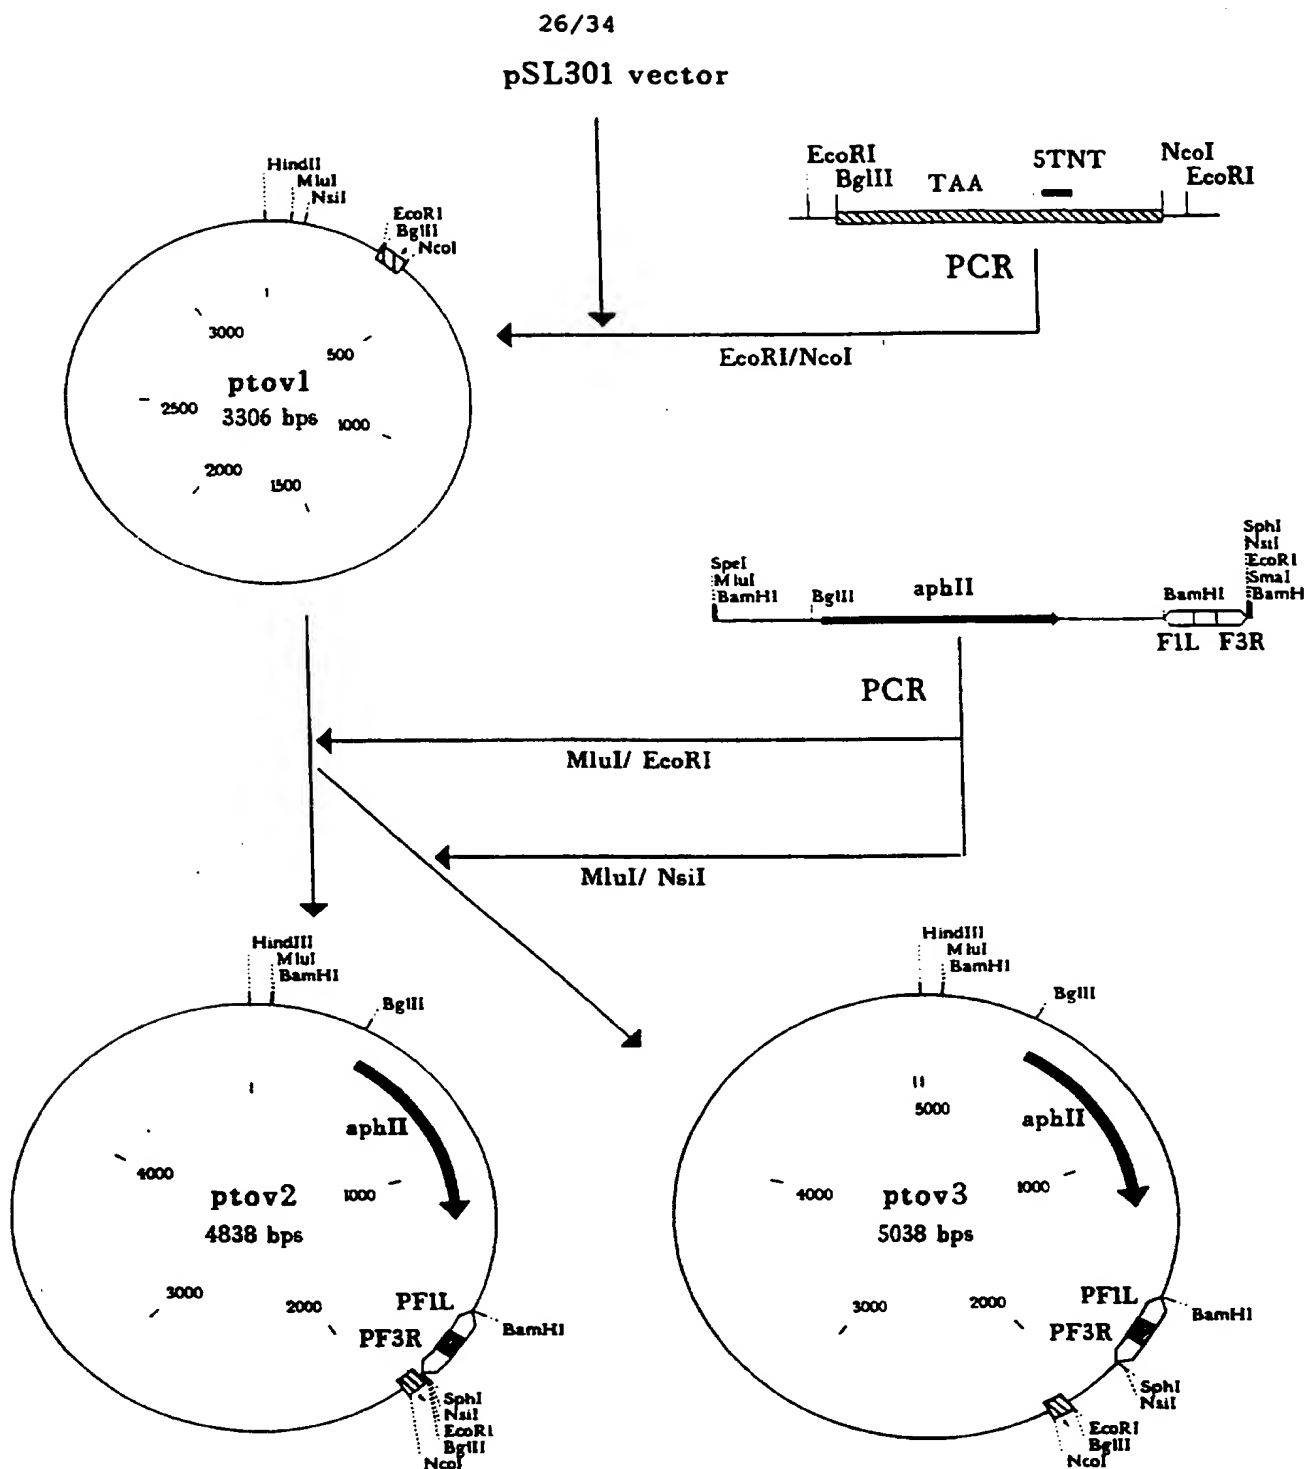 26/34
pSL301 vector
EcoRI
BglII
TAA
5TNT
NcoI
EcoRI
PCR
EcoRI/NcoI
HindII
MluI
NsiI
EcoRI
BglII
NcoI
3000
500
ptov1
3306 bps
2500
1000
2000
1500
SpeI
MluI
BamHI
BglII
aphII
BamHI
SphI
NsiI
EcoRI
SmaI
BamH
F1L
F3R
PCR
MluI/ EcoRI
MluI/ NsiI
HindIII
MluI
BamHI
BglII
aphII
4000
1000
ptov2
4838 bps
3000
2000
PF1L
PF3R
BamHI
SphI
NsiI
EcoRI
BglII
NcoI
HindIII
MluI
BamHI
BglII
5000
aphII
4000
1000
ptov3
5038 bps
3000
2000
PF1L
PF3R
BamHI
SphI
NsiI
EcoRI
BglII
NcoI